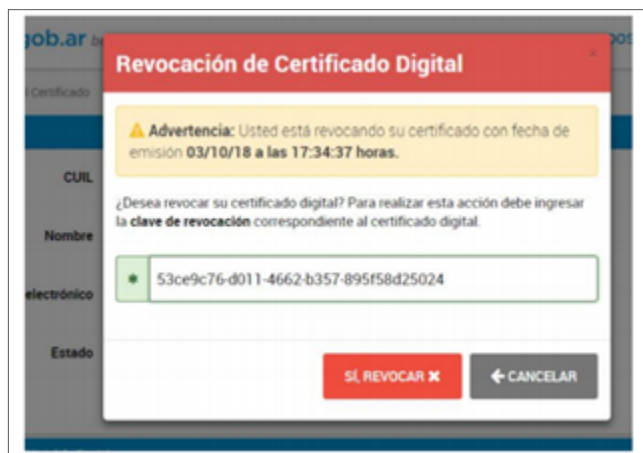 gob.ar
Revocación de Certificado Digital
Certificado
Advertencia: Usted está revocando su certificado con fecha de
emisión 03/10/18 a las 17:34:37 horas.
CUIL
¿Desea revocar su certificado digital? Para realizar esta acción debe ingresar
la clave de revocación correspondiente al certificado digital.
Nombre
* 53ce9c76-d011-4662-b357-895f58d25024
electrónico
Estado
SÍ, REVOCAR ✖
← CANCELAR